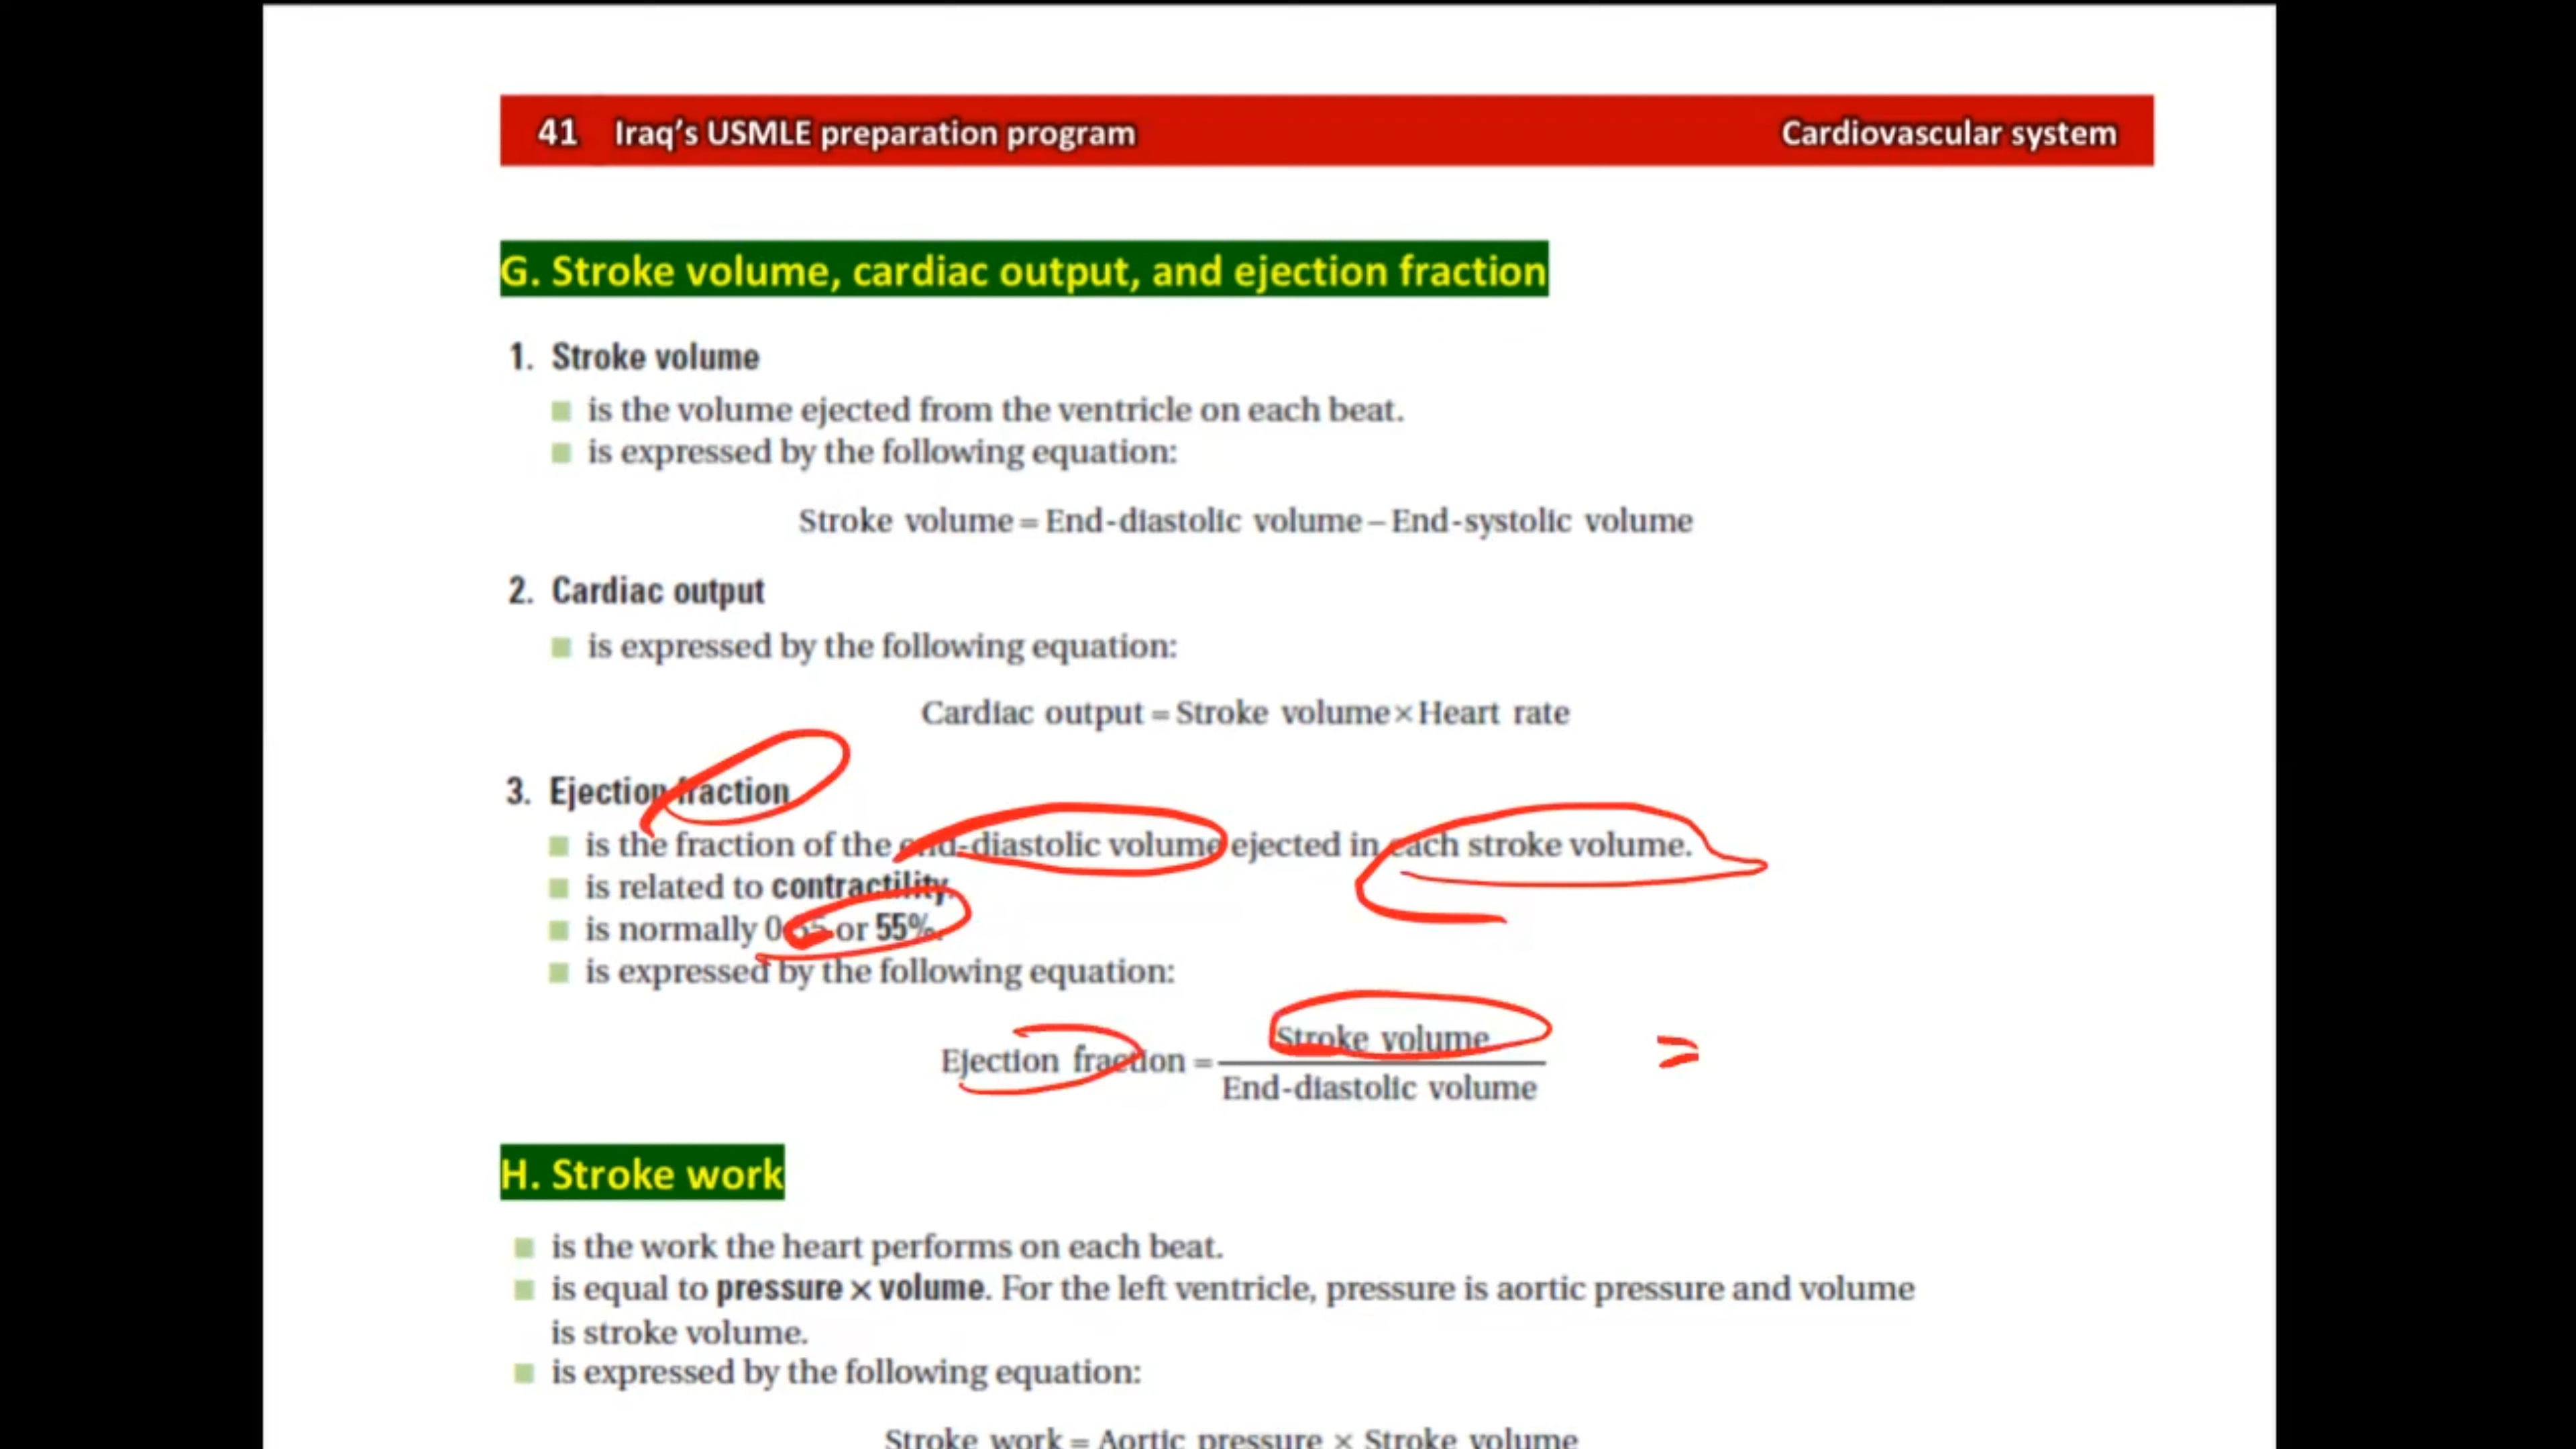 41 Iraq's USMLE preparation program Cardiovascular system
G. Stroke volume, cardiac output, and ejection fraction
1. Stroke volume
is the volume ejected from the ventricle on each beat.
is expressed by the following equation:
Stroke volume = End-diastolic volume – End-systolic volume
2. Cardiac output
is expressed by the following equation:
Cardiac output = Stroke volume × Heart rate
3. Ejection fraction
is the fraction of the end-diastolic volume ejected in each stroke volume.
is related to contractility.
is normally 0.55 or 55%.
is expressed by the following equation:
Ejection fraction = Stroke volume =
End-diastolic volume
H. Stroke work
is the work the heart performs on each beat.
is equal to pressure × volume. For the left ventricle, pressure is aortic pressure and volume
is stroke volume.
is expressed by the following equation:
Stroke work = Aortic pressure × Stroke volume